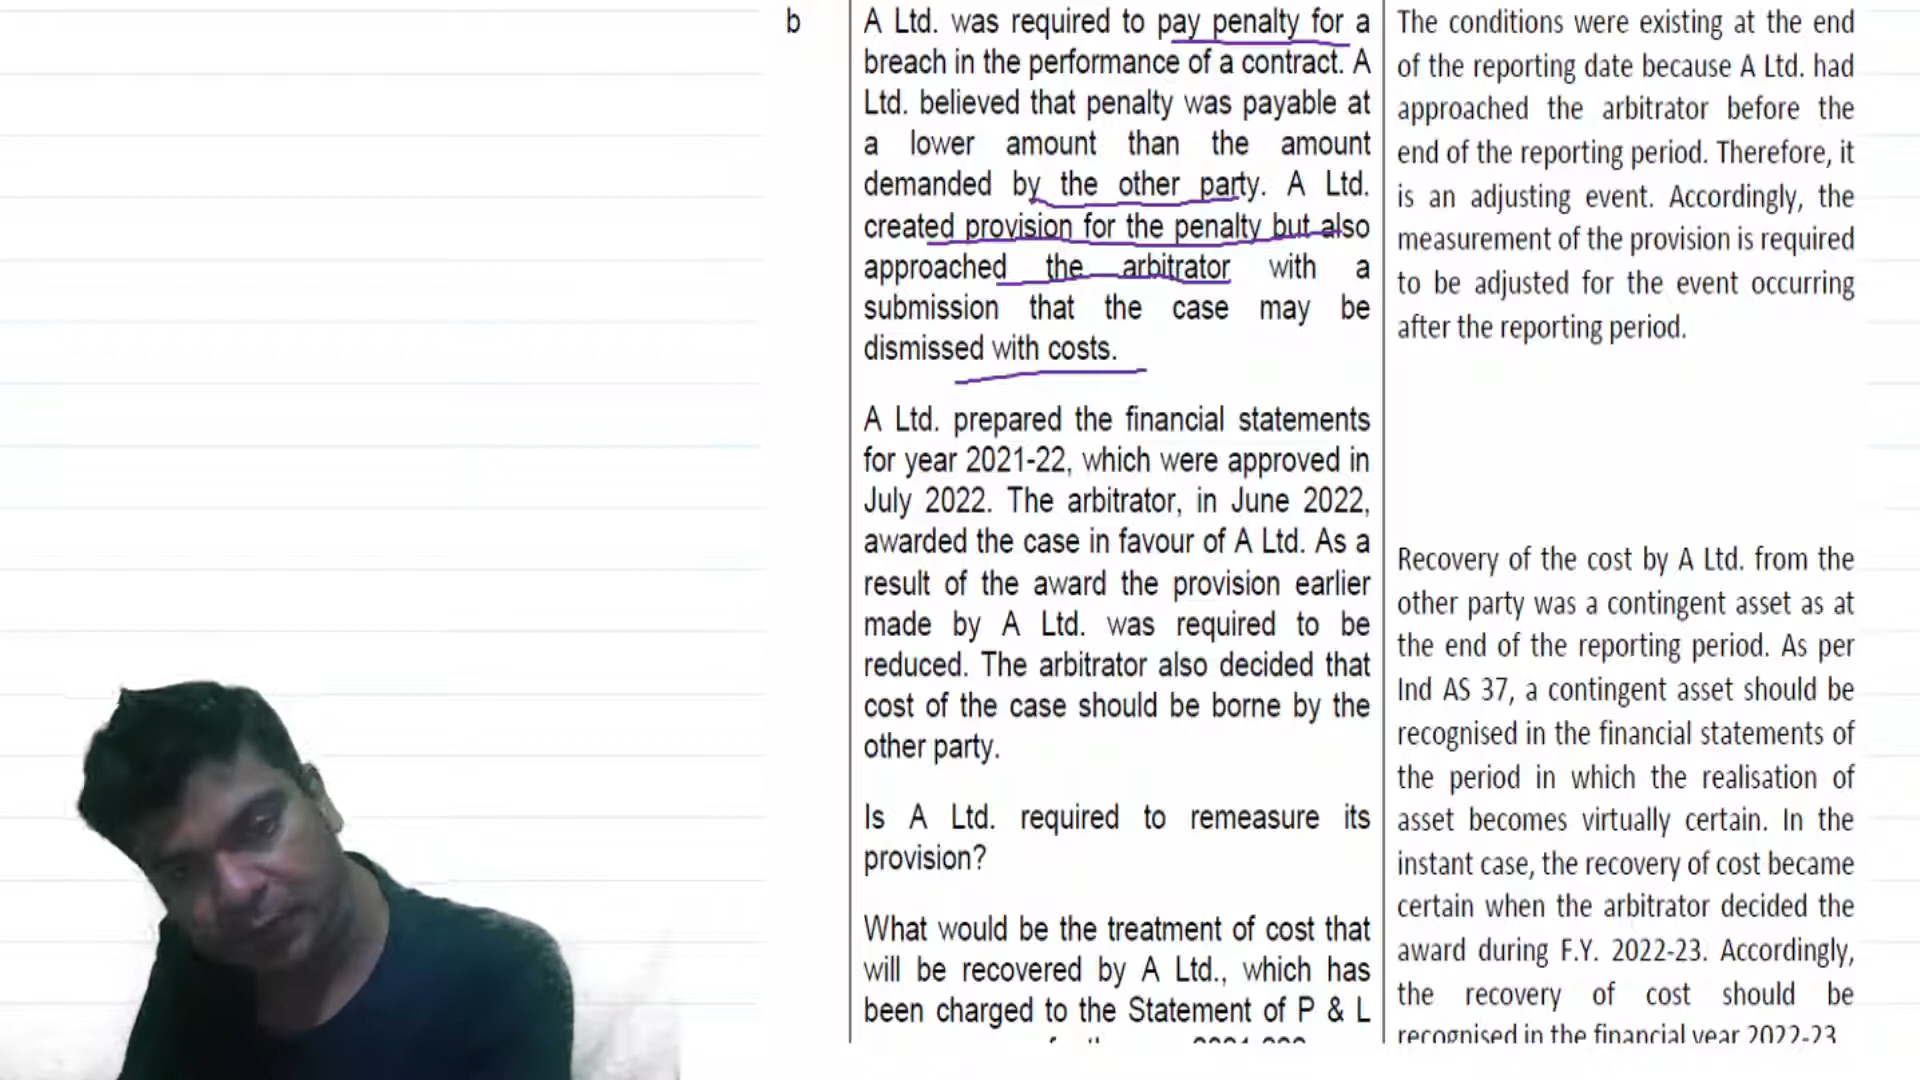 b
A Ltd. was required to pay penalty for a
breach in the performance of a contract. A
Ltd. believed that penalty was payable at
a lower amount than the amount
demanded by the other party. A Ltd.
created provision for the penalty but also
approached the arbitrator with a
submission that the case may be
dismissed with costs.
A Ltd. prepared the financial statements
for year 2021-22, which were approved in
July 2022. The arbitrator, in June 2022,
awarded the case in favour of A Ltd. As a
result of the award the provision earlier
made by A Ltd. was required to be
reduced. The arbitrator also decided that
cost of the case should be borne by the
other party.
Is A Ltd. required to remeasure its
provision?
What would be the treatment of cost that
will be recovered by A Ltd., which has
been charged to the Statement of P & L
The conditions were existing at the end
of the reporting date because A Ltd. had
approached the arbitrator before the
end of the reporting period. Therefore, it
is an adjusting event. Accordingly, the
measurement of the provision is required
to be adjusted for the event occurring
after the reporting period.
Recovery of the cost by A Ltd. from the
other party was a contingent asset as at
the end of the reporting period. As per
Ind AS 37, a contingent asset should be
recognised in the financial statements of
the period in which the realisation of
asset becomes virtually certain. In the
instant case, the recovery of cost became
certain when the arbitrator decided the
award during F.Y. 2022-23. Accordingly,
the recovery of cost should be
recognised in the financial year 2022-23